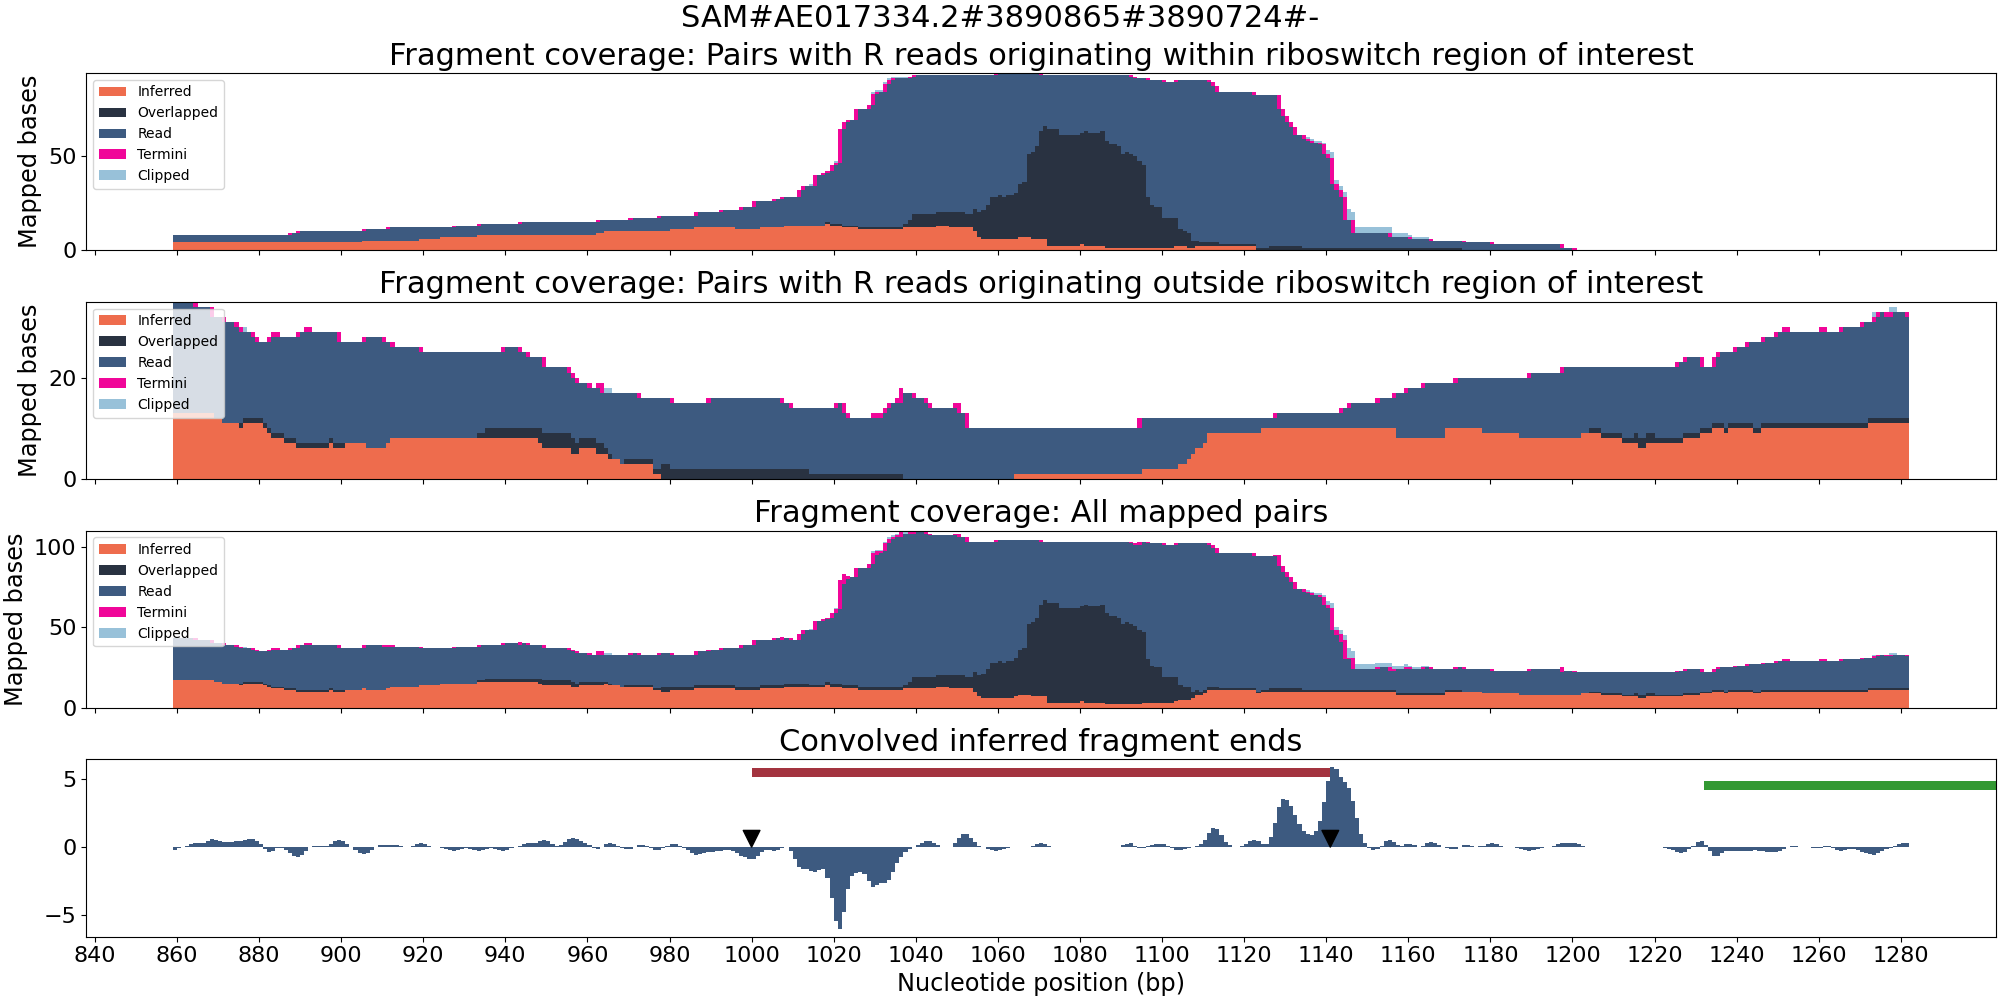 SAM#AE017334.2#3890865#3890724#-
Fragment coverage: Pairs with R reads originating within riboswitch region of interest
Mapped bases
50
0
Inferred
Overlapped
Read
Termini
Clipped
Fragment coverage: Pairs with R reads originating outside riboswitch region of interest
Mapped bases
20
0
Inferred
Overlapped
Read
Termini
Clipped
Fragment coverage: All mapped pairs
Mapped bases
100
50
0
Inferred
Overlapped
Read
Termini
Clipped
Convolved inferred fragment ends
5
0
−5
840 860 880 900 920 940 960 980 1000 1020 1040 1060 1080 1100 1120 1140 1160 1180 1200 1220 1240 1260 1280
Nucleotide position (bp)